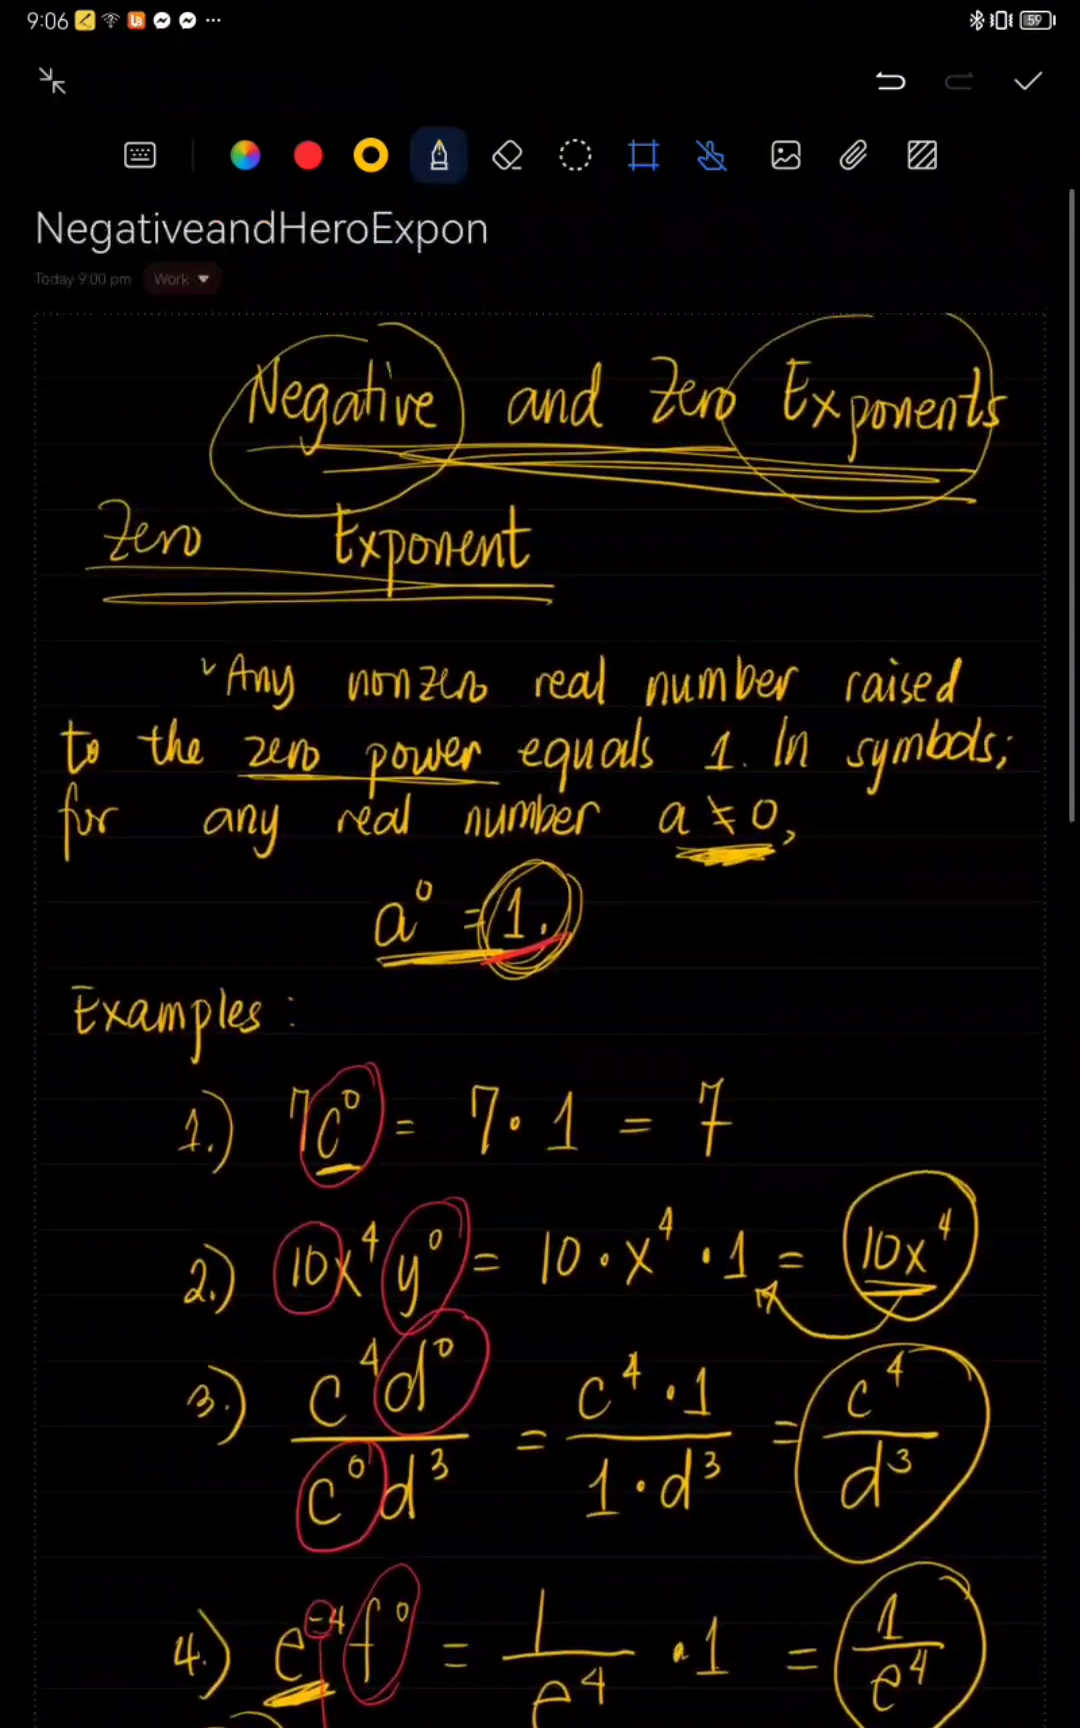 9:06
59
NegativeandHeroExpon
Today 9:00 pm Work
Negative and Zero Exponents
Zero Exponent
Any nonzero real number raised
to the zero power equals 1. In symbols;
for any real number a ≠ 0,
a⁰ = 1.
Examples :
1.) 7c⁰ = 7 · 1 = 7
2.) 10x⁴y⁰ = 10 · x⁴ · 1 = 10x⁴
3.) c⁴d⁰/c⁰d³ = c⁴ · 1/1 · d³ = c⁴/d³
4.) e⁻⁴f⁰ = 1/e⁴ · 1 = 1/e⁴